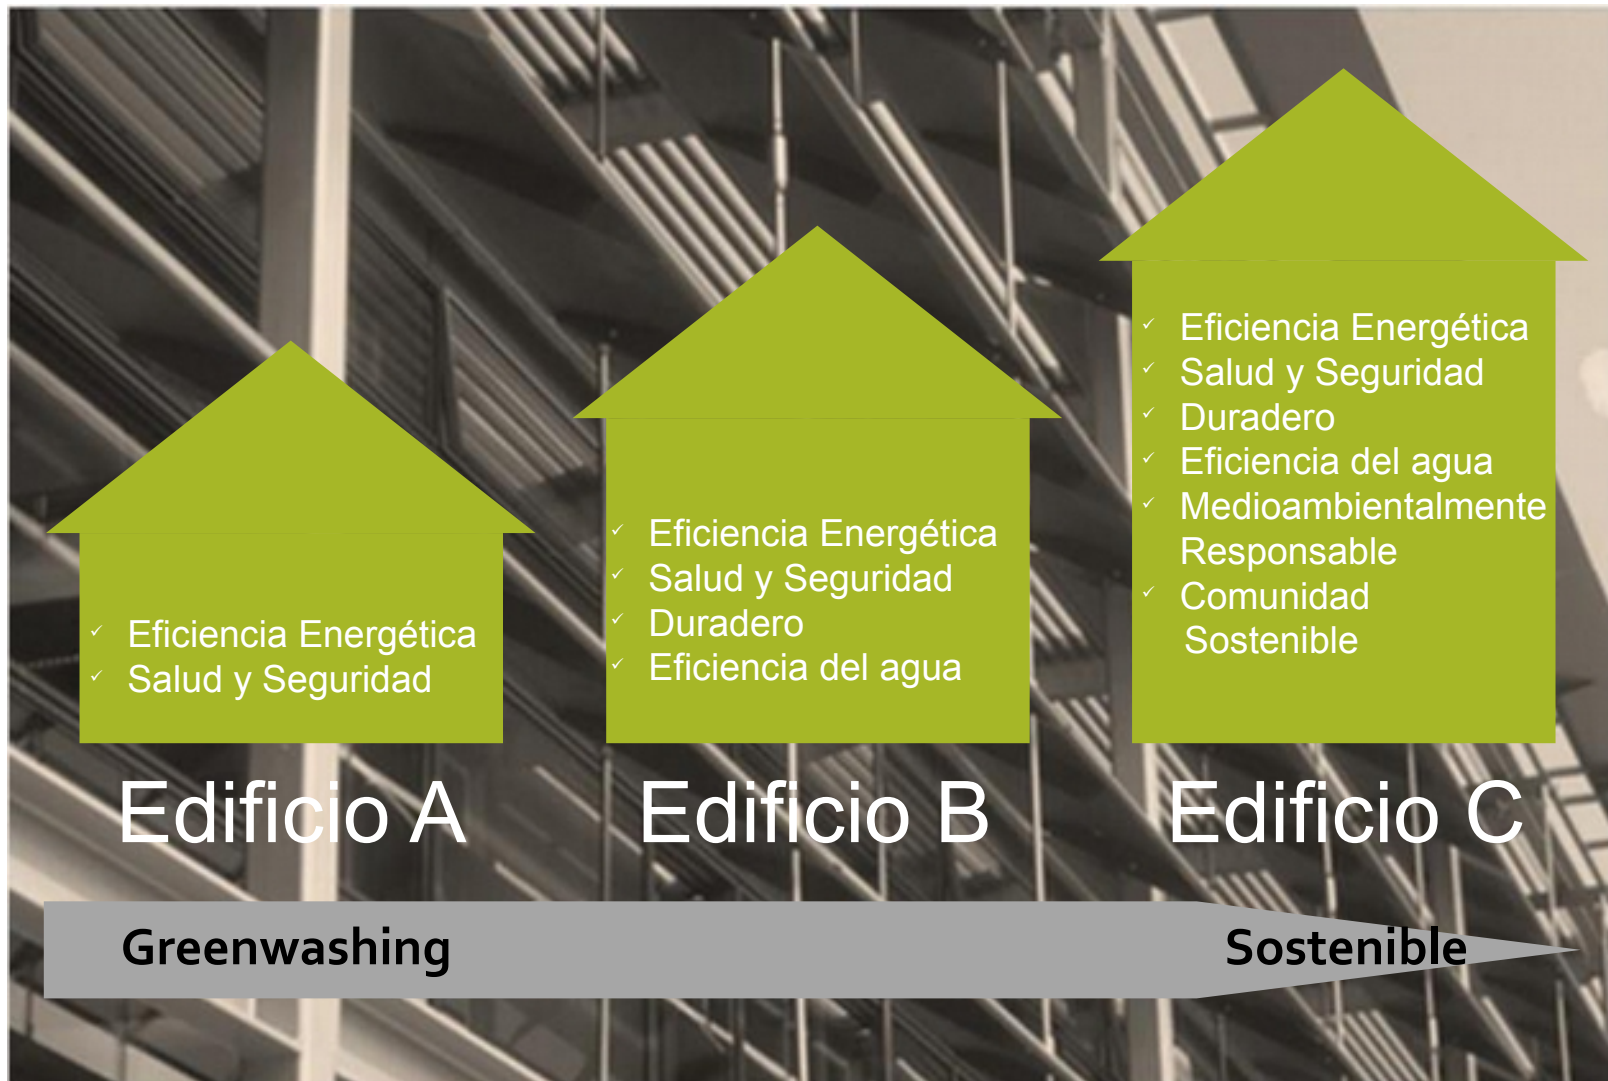 Eficiencia Energética
Salud y Seguridad
Edificio A
Eficiencia Energética
Salud y Seguridad
Duradero
Eficiencia del agua
Edificio B
Eficiencia Energética
Salud y Seguridad
Duradero
Eficiencia del agua
Medioambientalmente
Responsable
Comunidad
Sostenible
Edificio C
Greenwashing
Sostenible